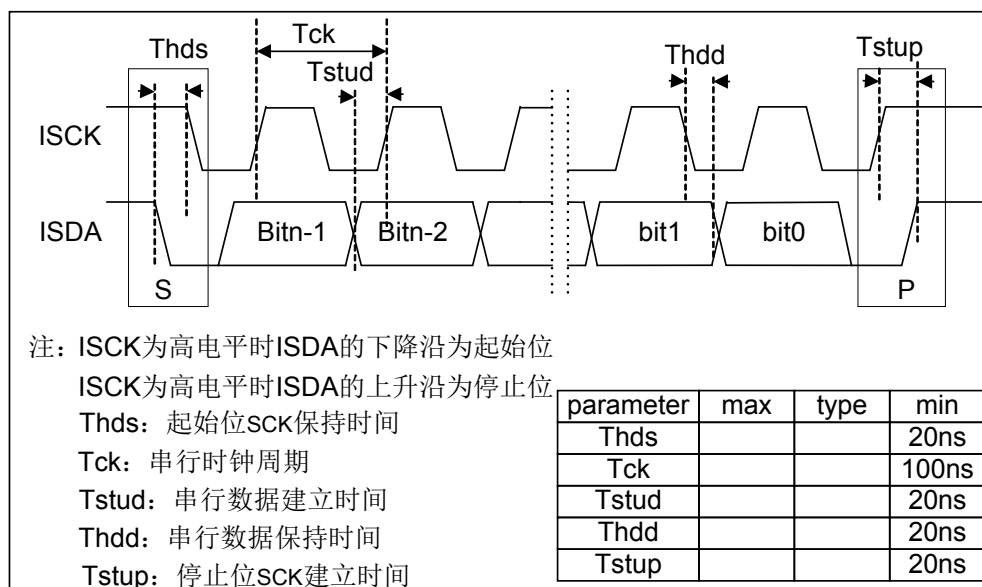 Tck
Thds
Tstud
Thdd
Tstup
ISCK
ISDA
Bitn-1
Bitn-2
bit1
bit0
S
P
注：ISCK为高电平时ISDA的下降沿为起始位
ISCK为高电平时ISDA的上升沿为停止位
Thds：起始位SCK保持时间
Tck：串行时钟周期
Tstud：串行数据建立时间
Thdd：串行数据保持时间
Tstup：停止位SCK建立时间
parameter max type min
Thds 20ns
Tck 100ns
Tstud 20ns
Thdd 20ns
Tstup 20ns